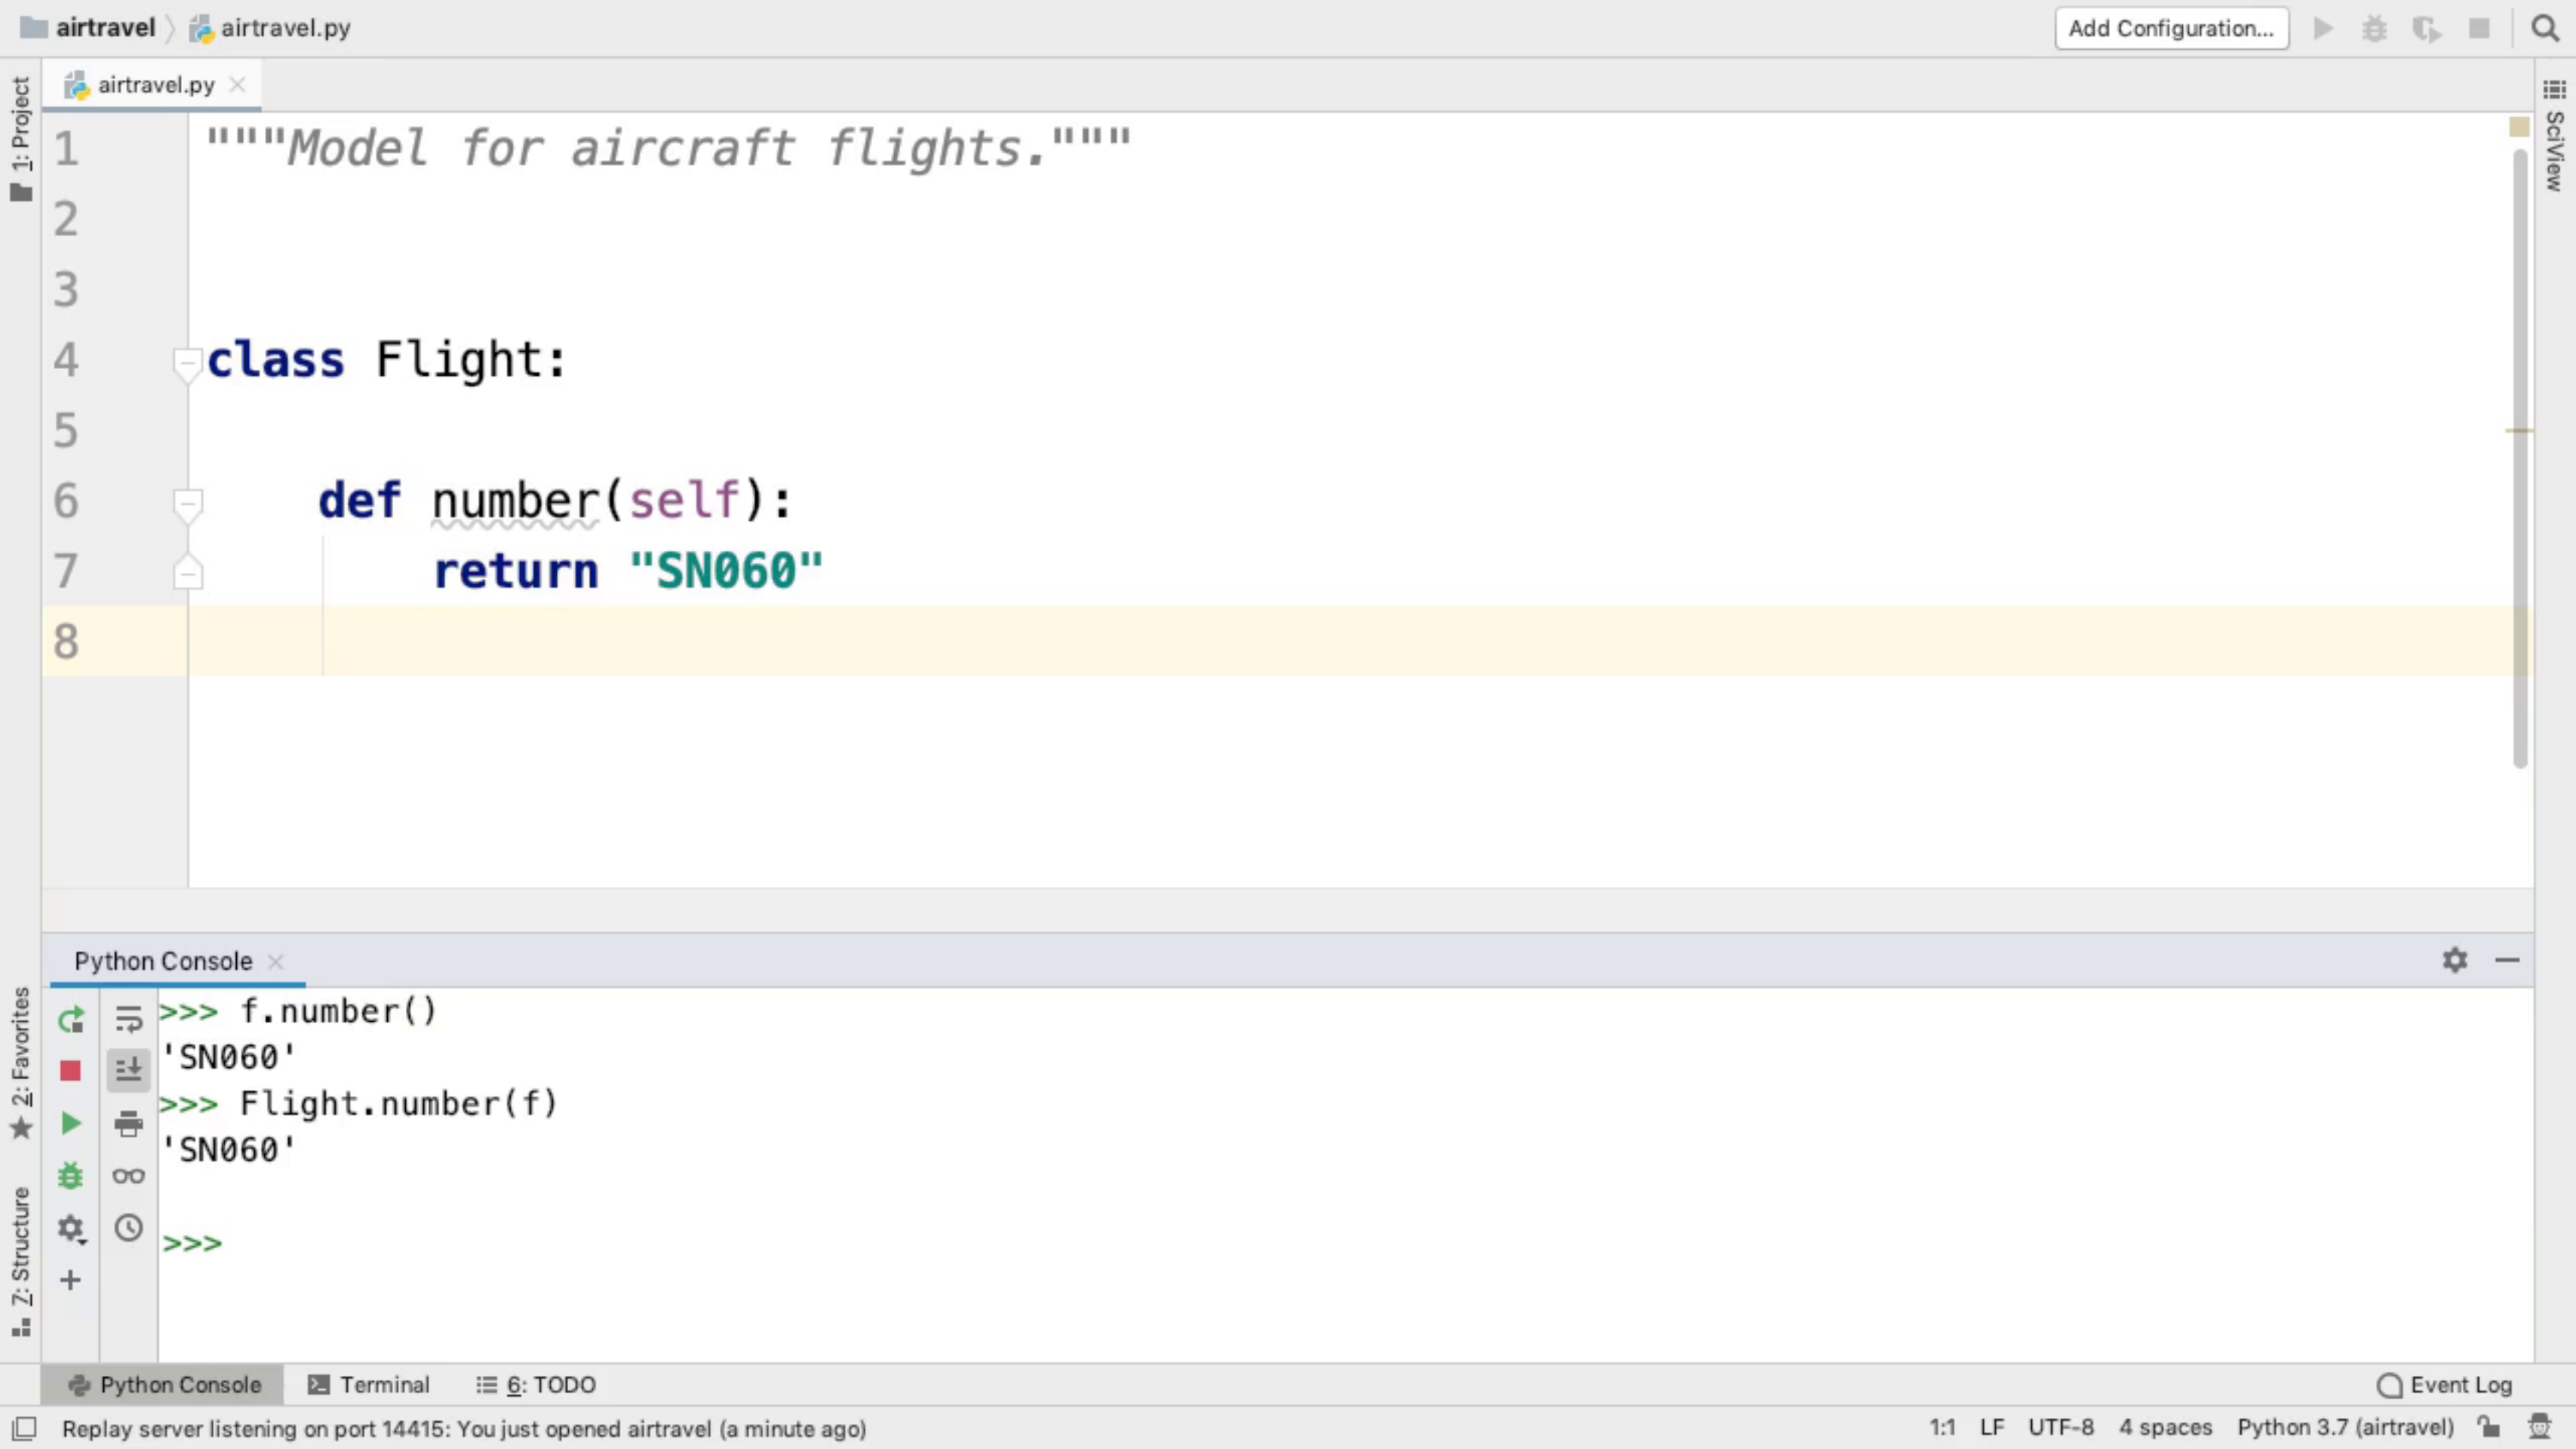 airtravel airtravel.py Add Configuration...
airtravel.py
1: Project
SciView
1 """Model for aircraft flights."""
2
3
4 class Flight:
5
6 def number(self):
7 return "SN060"
8
Python Console
>>> f.number()
'SN060'
>>> Flight.number(f)
'SN060'
>>>
2: Favorites
7: Structure
Python Console Terminal 6: TODO Event Log
Replay server listening on port 14415: You just opened airtravel (a minute ago) 1:1 LF UTF-8 4 spaces Python 3.7 (airtravel)